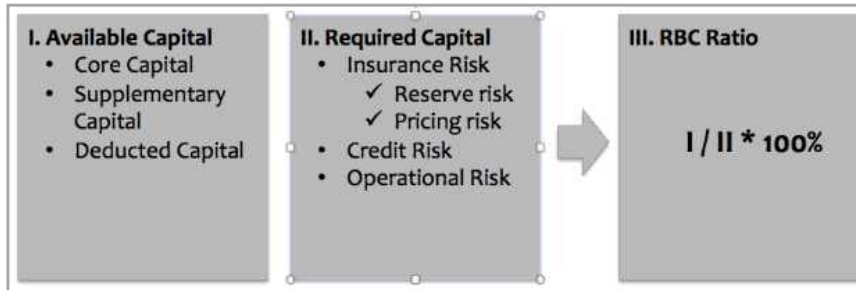 I. Available Capital
• Core Capital
• Supplementary
Capital
• Deducted Capital
II. Required Capital
• Insurance Risk
✓ Reserve risk
✓ Pricing risk
• Credit Risk
• Operational Risk
III. RBC Ratio
I / II * 100%